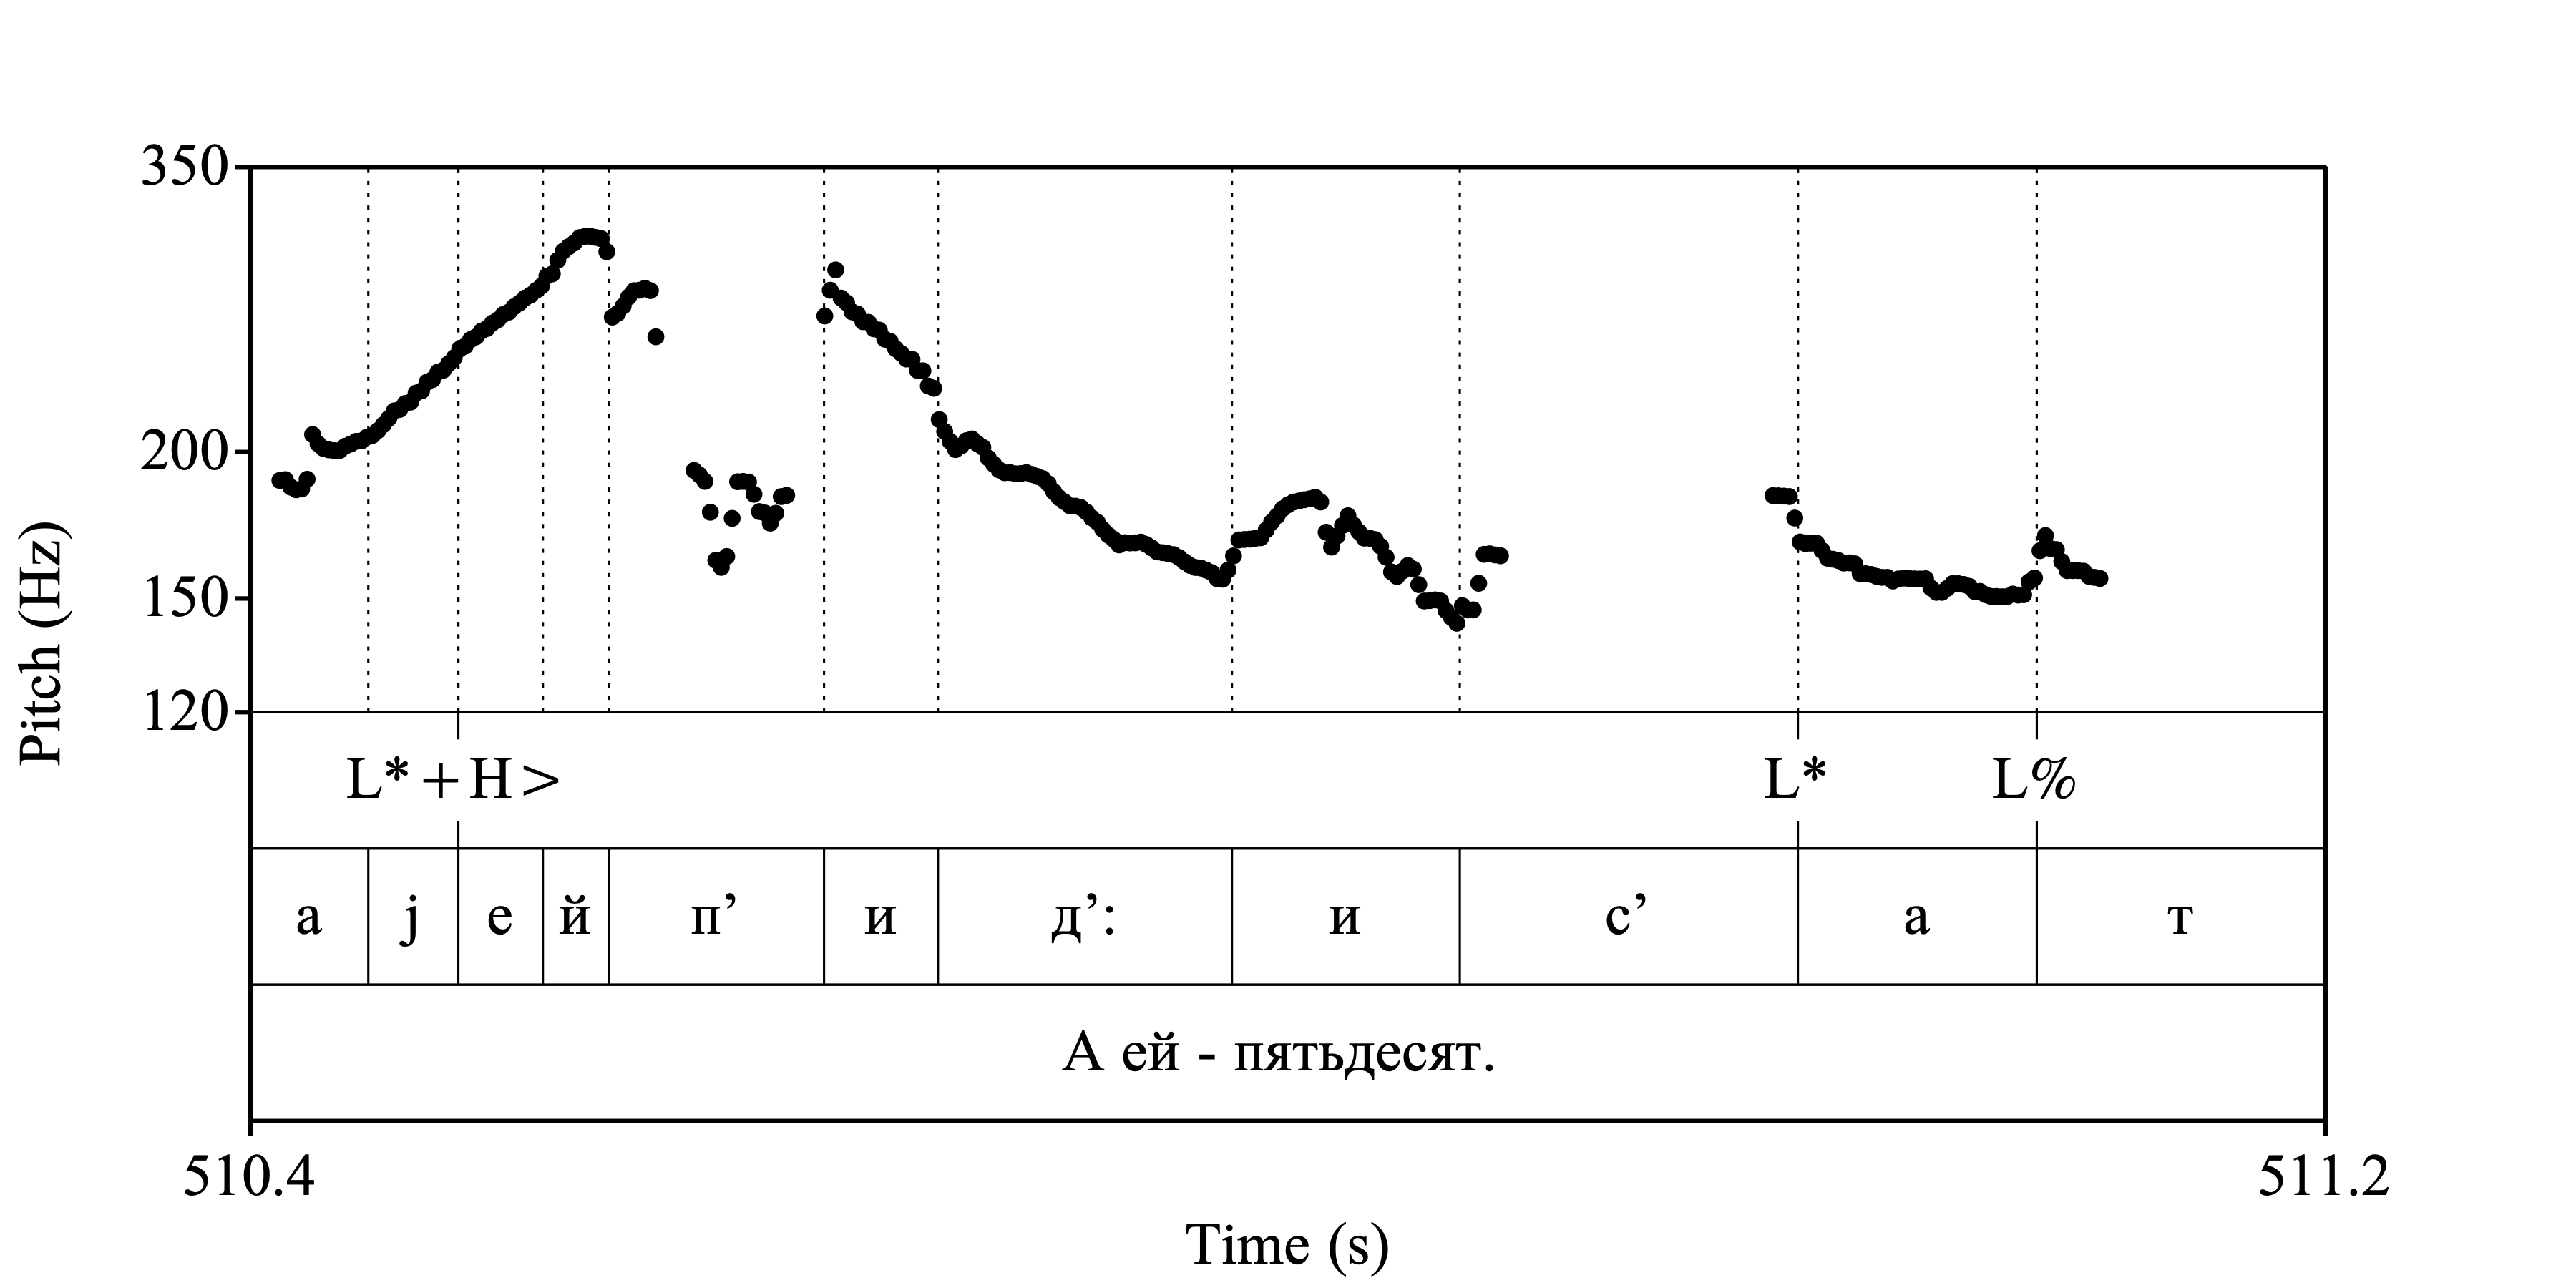 350
200
150
120
Pitch (Hz)
L*+H> L* L%
а j е й п’ и д’: и с’ а т
А ей - пятьдесят.
510.4 511.2
Time (s)